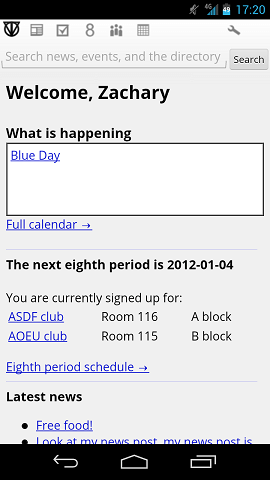 17:20
8
Search news, events, and the directory Search
Welcome, Zachary
What is happening
Blue Day
Full calendar →
The next eighth period is 2012-01-04
You are currently signed up for:
ASDF club Room 116 A block
AOEU club Room 115 B block
Eighth period schedule →
Latest news
Free food!
Look at my news post, my news post is